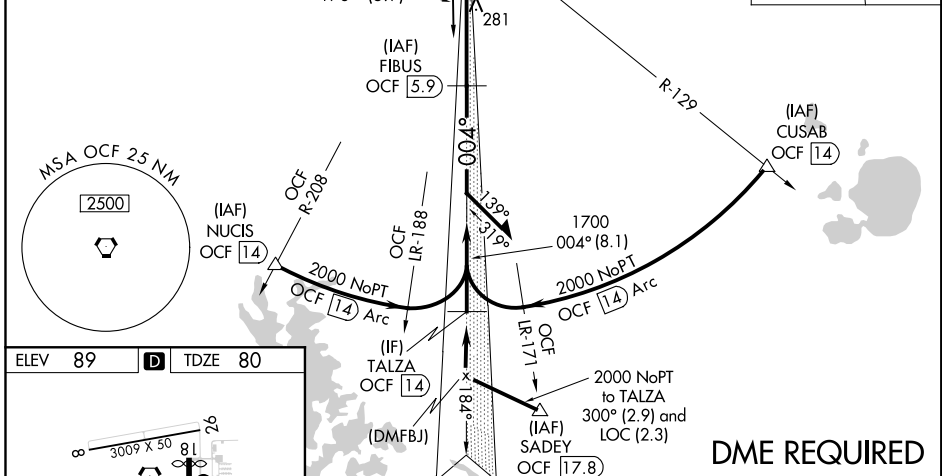 281
(IAF)
FIBUS
OCF 5.9
R-129
(IAF)
CUSAB
OCF 14
004°
MSA OCF 25 NM
2500
OCF
R-208
(IAF)
NUCIS
OCF 14
OCF
LR-188
139°
319°
1700
004° (8.1)
2000 NoPT
OCF 14 Arc
2000 NoPT
OCF 14 Arc
OCF
LR-171
(IF)
TALZA
OCF 14
184°
(DMFBJ)
2000 NoPT
to TALZA
300° (2.9) and
LOC (2.3)
(IAF)
SADEY
OCF 17.8
DME REQUIRED
ELEV 89 D TDZE 80
8 3009 X 50 26
18